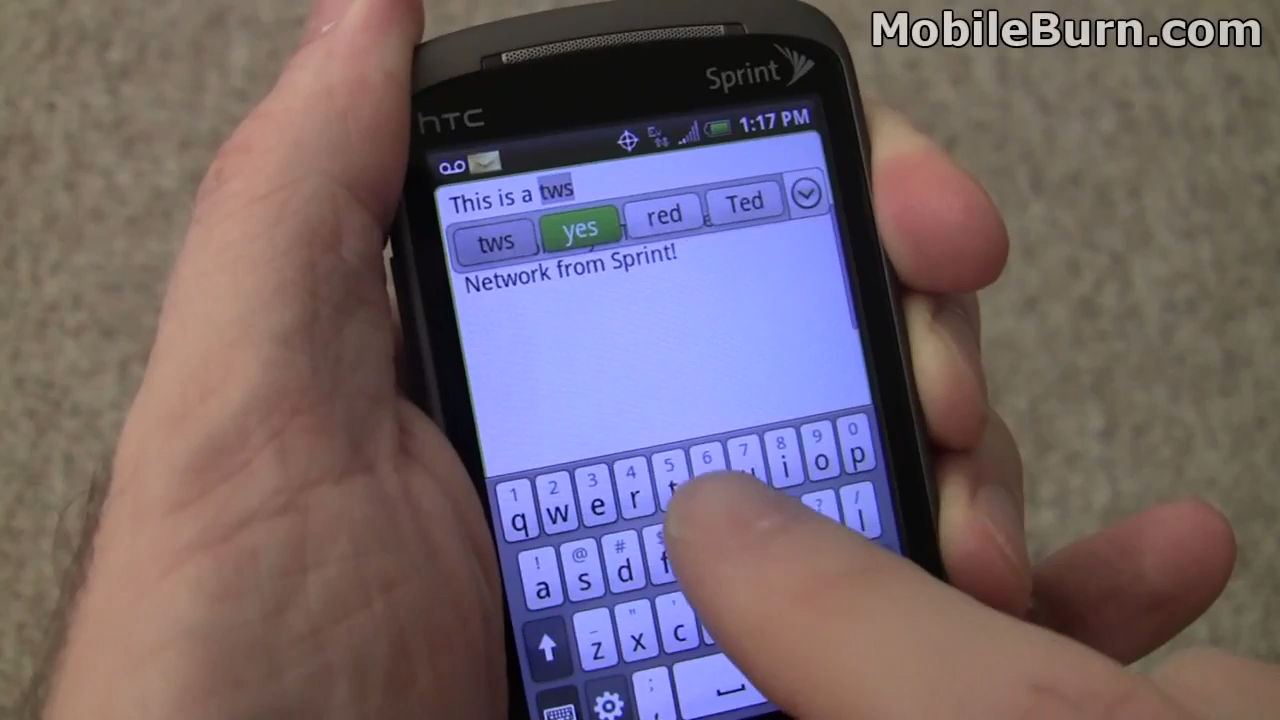 MobileBurn.com
Sprint
hTC
1:17 PM
This is a tws
tws yes red Ted
Network from Sprint!
1 2 3 4 5 6 7 8 9 0
q w e r t u i o p
! @ # $ ? /
a s d f l
_ " '
z x c
;
,